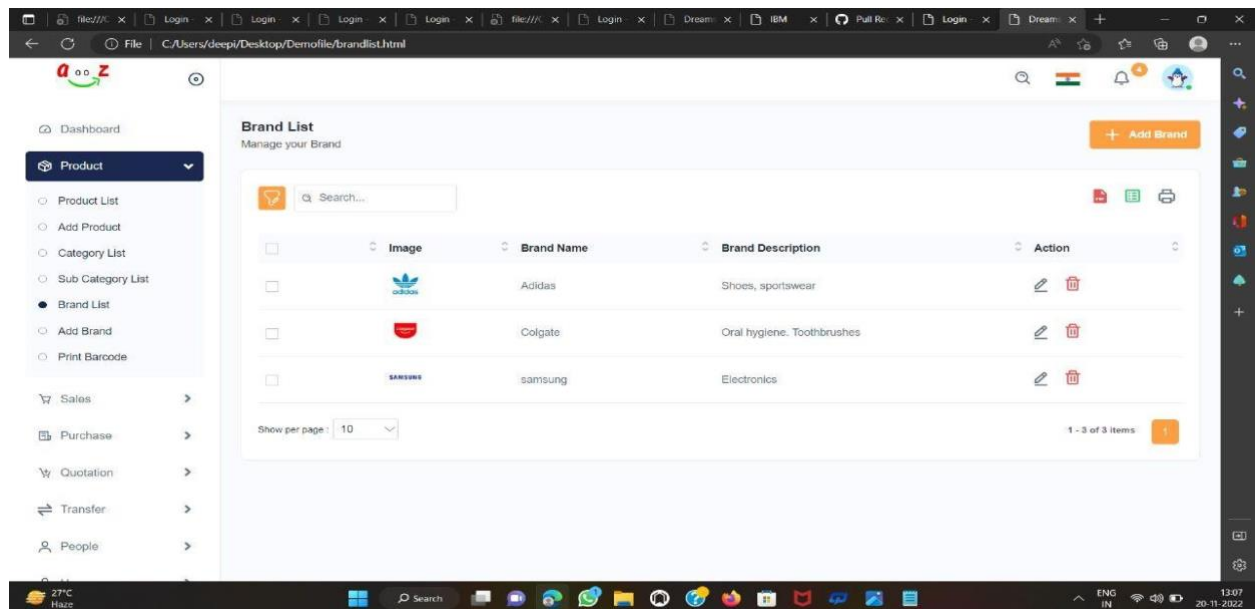 file:///C
Login
Login
Login
Login
file:///C
Login
Dream
IBM
Pull Re
Login
Dream
File
C:/Users/deepi/Desktop/Demofile/brandlist.html
a oo z
4
Dashboard
Product
Product List
Add Product
Category List
Sub Category List
Brand List
Add Brand
Print Barcode
Sales
Purchase
Quotation
Transfer
People
Brand List
Manage your Brand
+ Add Brand
Search...
Image Brand Name Brand Description Action
adidas
Adidas Shoes, sportswear
Colgate Oral hygiene. Toothbrushes
SAMSUNG
samsung Electronics
Show per page : 10
1 - 3 of 3 items 1
27°C
Haze
Search
ENG
IN
13:07
20-11-2022